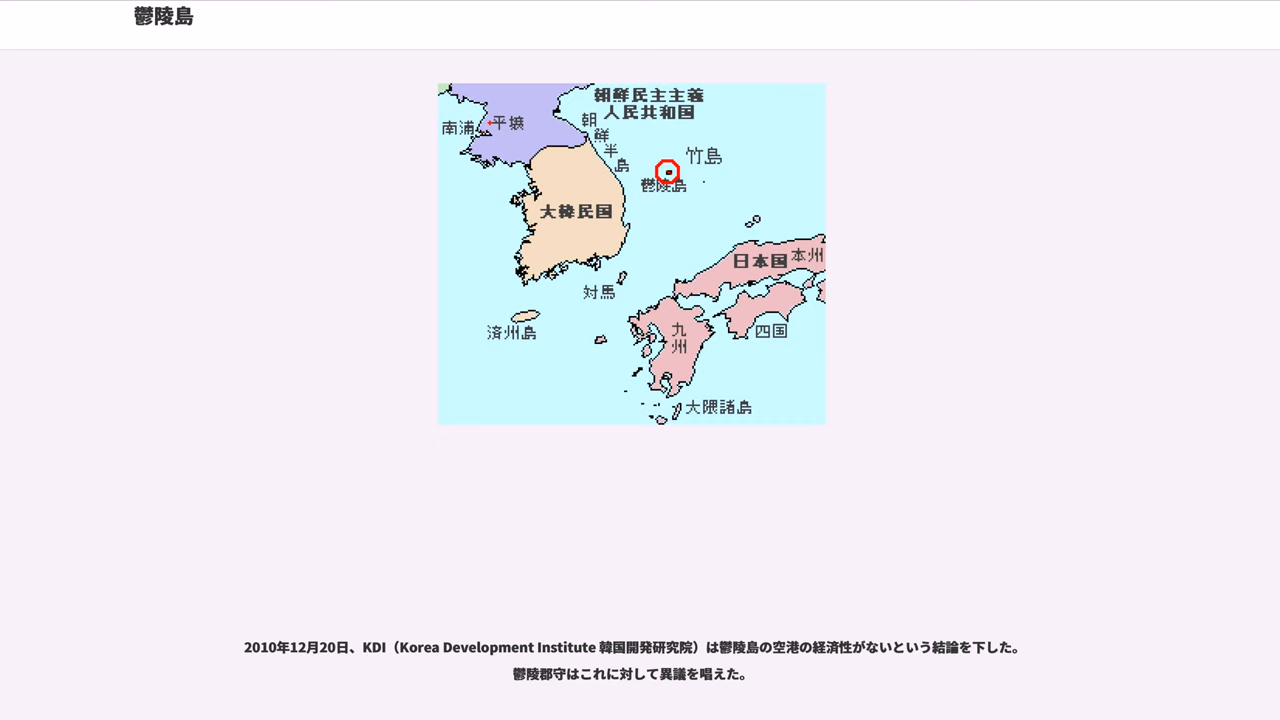 鬱陵島
朝鮮民主主義
人民共和国
南浦
平壌
朝鮮半島
竹島
鬱陵島
大韓民国
日本国
本州
対馬
済州島
九州
四国
大隈諸島
2010年12月20日、KDI（Korea Development Institute 韓国開発研究院）は鬱陵島の空港の経済性がないという結論を下した。
鬱陵郡守はこれに対して異議を唱えた。